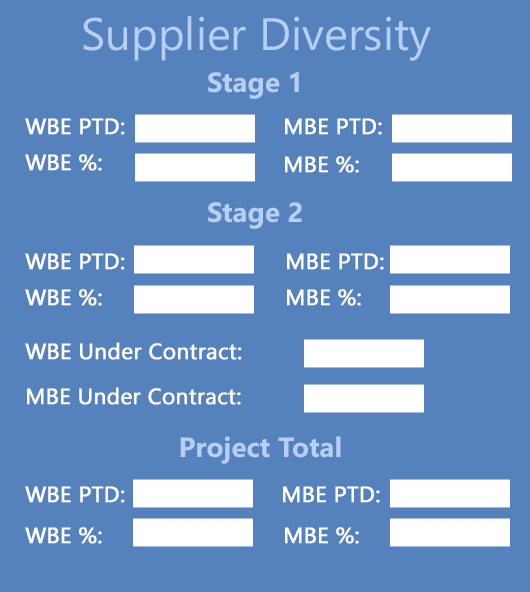 Supplier Diversity
Stage 1
WBE PTD: MBE PTD:
WBE %: MBE %:
Stage 2
WBE PTD: MBE PTD:
WBE %: MBE %:
WBE Under Contract:
MBE Under Contract:
Project Total
WBE PTD: MBE PTD:
WBE %: MBE %: